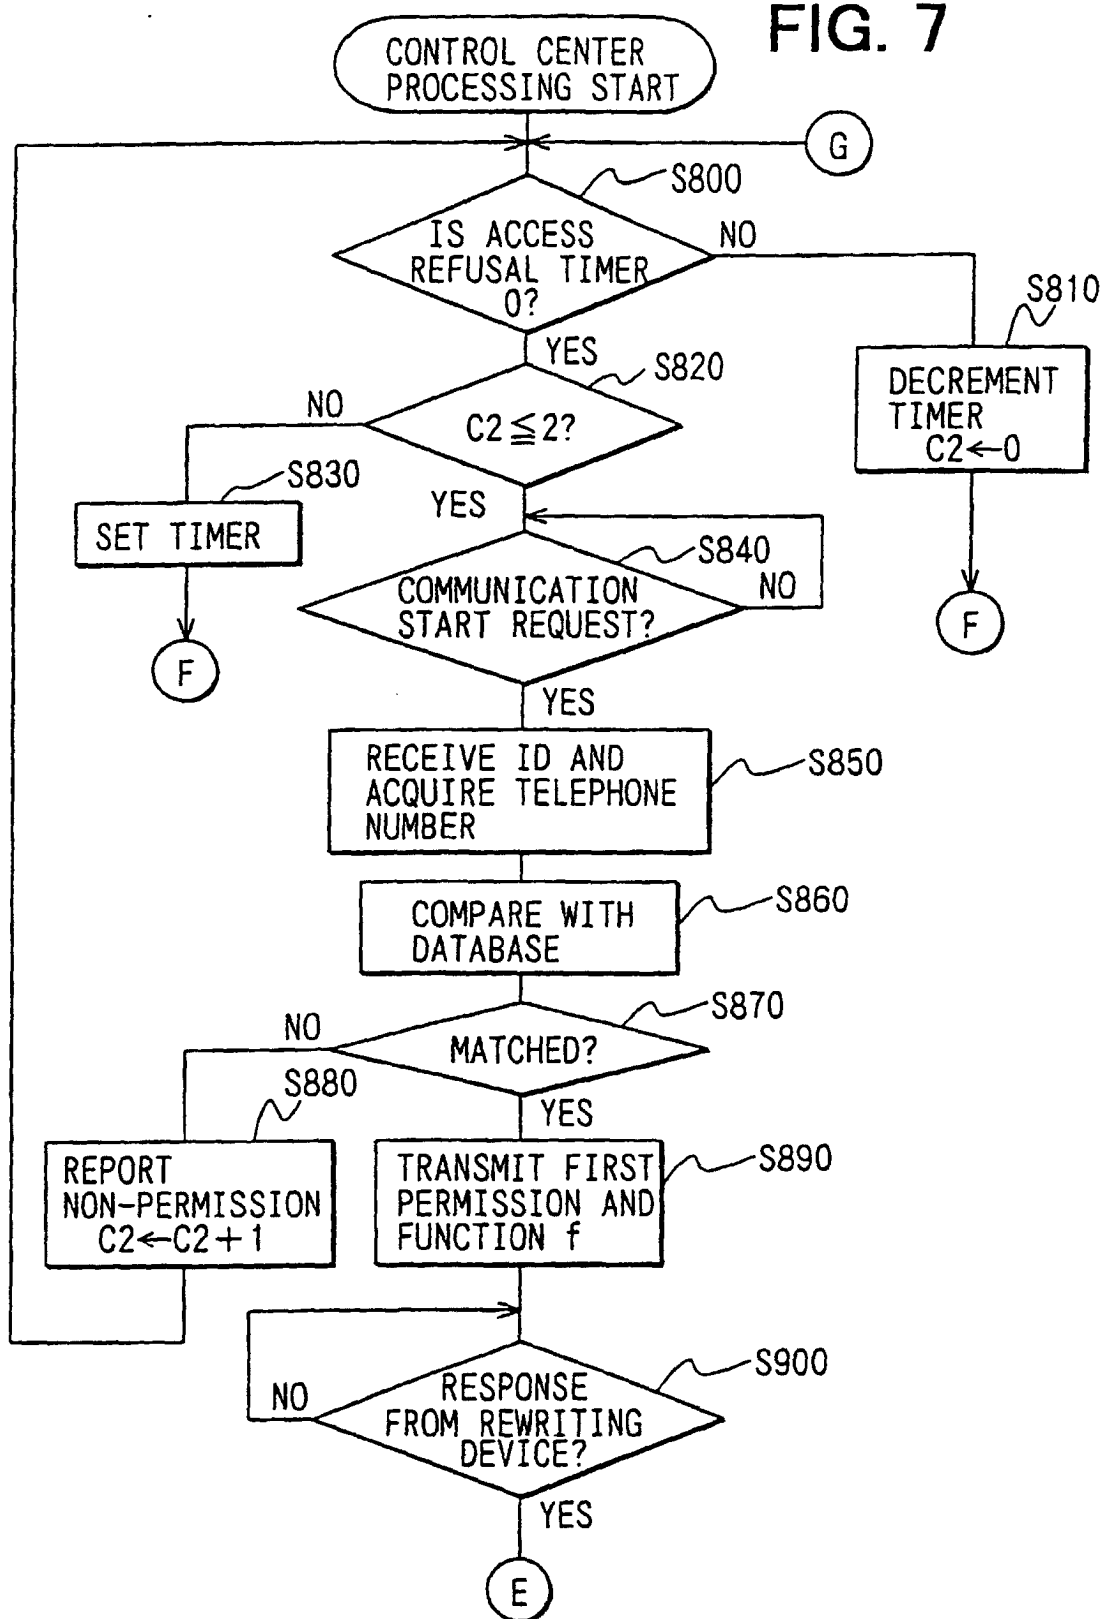 FIG. 7
CONTROL CENTER
PROCESSING START
G
S800
IS ACCESS
REFUSAL TIMER
0?
NO
S810
YES
DECREMENT
TIMER
C2←0
S820
NO
C2≦2?
S830
YES
SET TIMER
S840
COMMUNICATION
START REQUEST?
NO
F
F
YES
RECEIVE ID AND
ACQUIRE TELEPHONE
NUMBER
S850
COMPARE WITH
DATABASE
S860
S870
NO
MATCHED?
S880
YES
REPORT
NON-PERMISSION
C2←C2+1
TRANSMIT FIRST
PERMISSION AND
FUNCTION f
S890
S900
NO
RESPONSE
FROM REWRITING
DEVICE?
YES
E